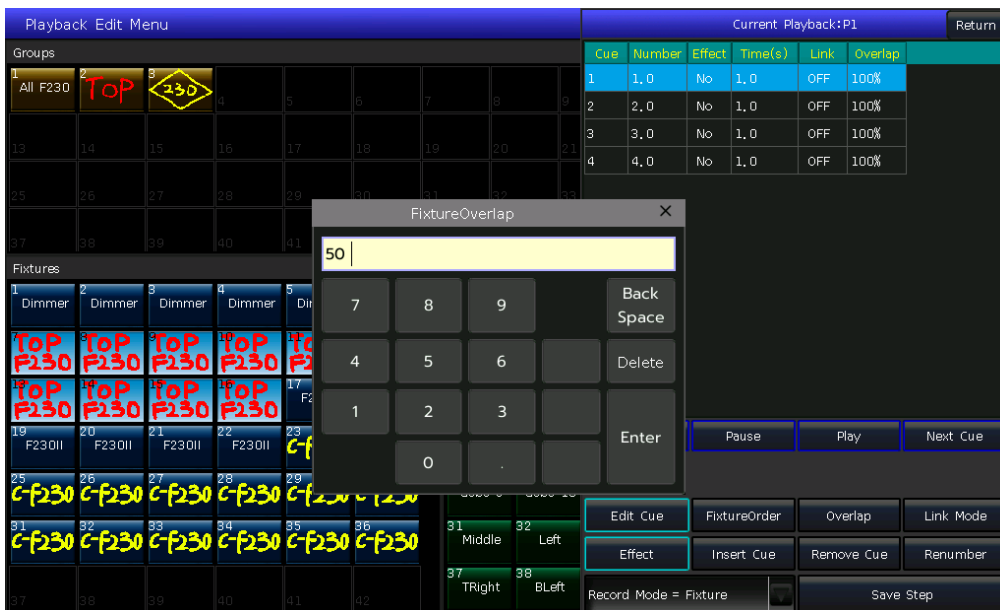 Playback Edit Menu
Current Playback:P1
Return
Groups
1 All F230
2 TOP
3 230
4 5 6 7 8 9
13 14 15 16 17 18 19 20 21
25 26 27 28 29 30 31 32 33
37 38 39 40 41
Cue Number Effect Time(s) Link Overlap
1 1.0 No 1.0 OFF 100%
2 2.0 No 1.0 OFF 100%
3 3.0 No 1.0 OFF 100%
4 4.0 No 1.0 OFF 100%
FixtureOverlap ×
50
7 8 9 Back Space
4 5 6 Delete
1 2 3 Enter
0 .
Fixtures
1 Dimmer 2 Dimmer 3 Dimmer 4 Dimmer 5
TOP F230 TOP F230 TOP F230 TOP F230
TOP F230 TOP F230 TOP F230 TOP F230 17
19 F230II 20 F230II 21 F230II 22 F230II 23
25 C-f230 26 C-f230 27 C-f230 28 C-f230 29
31 C-f230 32 C-f230 33 C-f230 34 C-f230 35 C-f230 36 C-f230
37 38 39 40 41 42
31 Middle 32 Left
37 TRight 38 BLeft
Pause Play Next Cue
Edit Cue FixtureOrder Overlap Link Mode
Effect Insert Cue Remove Cue Renumber
Record Mode = Fixture Save Step